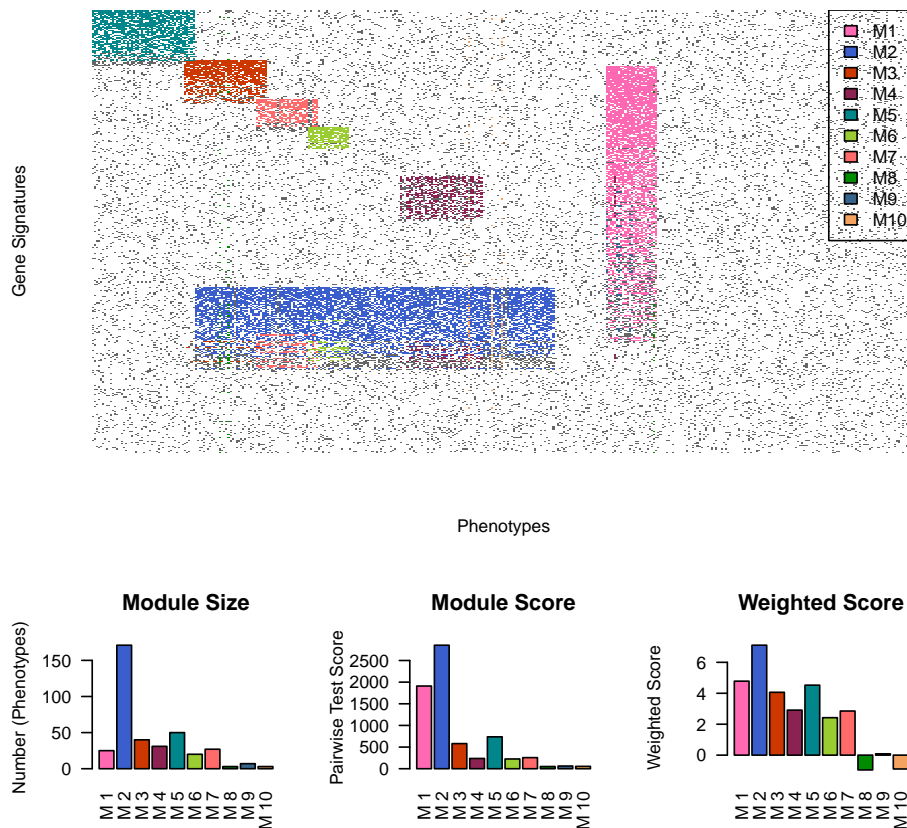 Gene Signatures
M1
M2
M3
M4
M5
M6
M7
M8
M9
M10
Phenotypes
Module Size
Number (Phenotypes)
0
50
100
150
M 1
M 2
M 3
M 4
M 5
M 6
M 7
M 8
M 9
M 10
Module Score
Pairwise Test Score
0
500
1000
1500
2000
2500
M 1
M 2
M 3
M 4
M 5
M 6
M 7
M 8
M 9
M 10
Weighted Score
Weighted Score
0
2
4
6
M 1
M 2
M 3
M 4
M 5
M 6
M 7
M 8
M 9
M 10